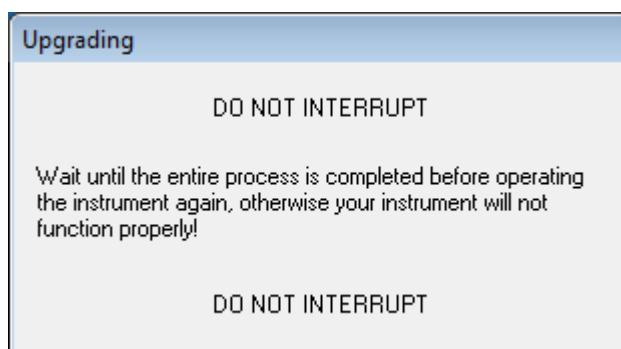 Upgrading
DO NOT INTERRUPT
Wait until the entire process is completed before operating
the instrument again, otherwise your instrument will not
function properly!
DO NOT INTERRUPT